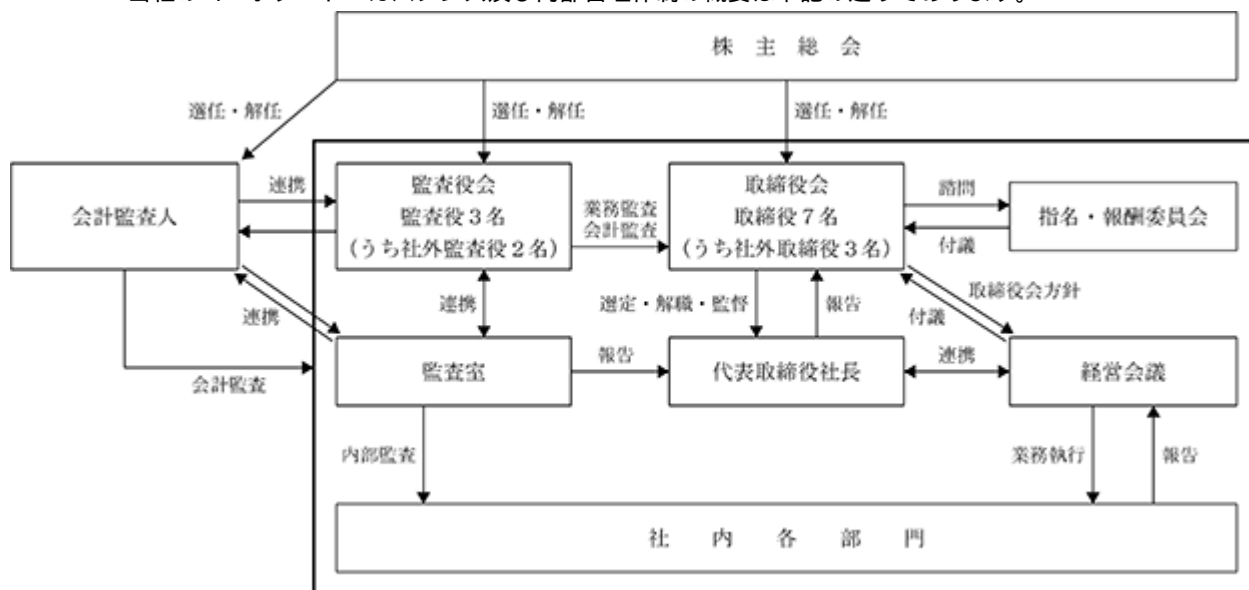 株主総会
選任・解任
選任・解任
選任・解任
会計監査人
連携
監査役会
監査役3名
(うち社外監査役2名)
業務監査
会計監査
取締役会
取締役7名
(うち社外取締役3名)
諮問
付議
指名・報酬委員会
連携
連携
選定・解職・監督
報告
付議
取締役会方針
会計監査
監査室
報告
代表取締役社長
連携
経営会議
内部監査
業務執行
報告
社内各部門